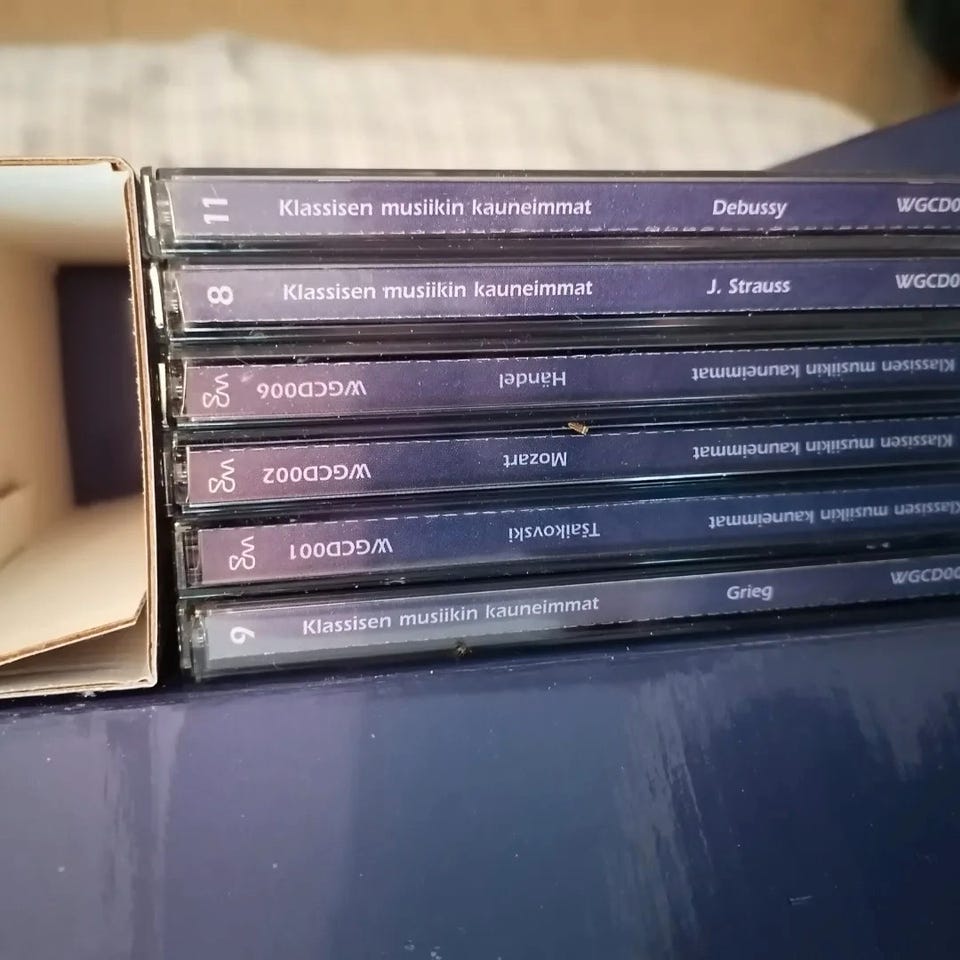 11 Klassisen musiikin kauneimmat Debussy WGCD0
8 Klassisen musiikin kauneimmat J. Strauss WGCD0
Klassisen musiikin kauneimmat Händel WGCD006
Klassisen musiikin kauneimmat Mozart WGCD002
Klassisen musiikin kauneimmat Tšaikovski WGCD001
9 Klassisen musiikin kauneimmat Grieg WGCD00